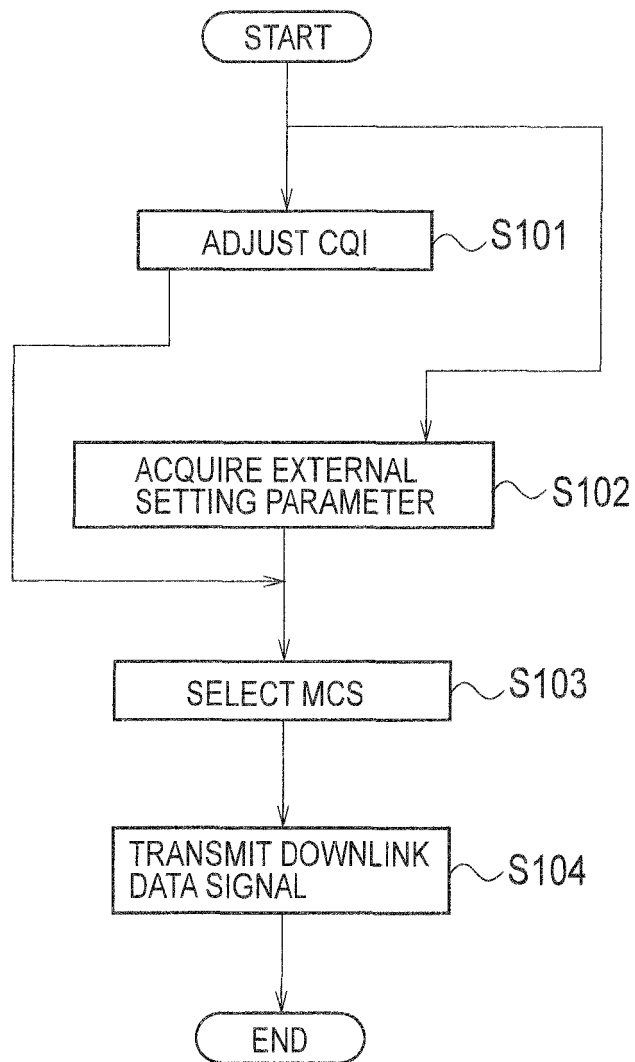 START
ADJUST CQI
S101
ACQUIRE EXTERNAL
SETTING PARAMETER
S102
SELECT MCS
S103
TRANSMIT DOWNLINK
DATA SIGNAL
S104
END